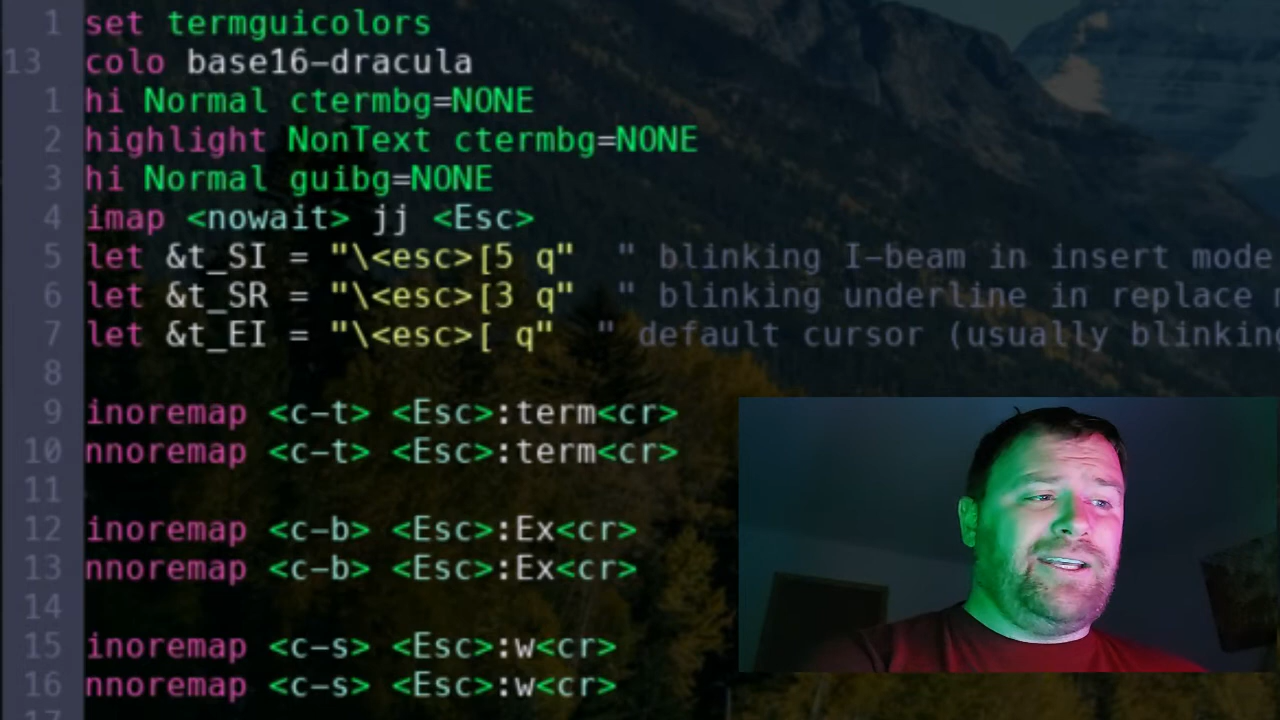 1 set termguicolors
13 colo base16-dracula
1 hi Normal ctermbg=NONE
2 highlight NonText ctermbg=NONE
3 hi Normal guibg=NONE
4 imap <nowait> jj <Esc>
5 let &t_SI = "\<esc>[5 q"  " blinking I-beam in insert mode
6 let &t_SR = "\<esc>[3 q"  " blinking underline in replace
7 let &t_EI = "\<esc>[ q"  " default cursor (usually blinking
8
9 inoremap <c-t> <Esc>:term<cr>
10 nnoremap <c-t> <Esc>:term<cr>
11
12 inoremap <c-b> <Esc>:Ex<cr>
13 nnoremap <c-b> <Esc>:Ex<cr>
14
15 inoremap <c-s> <Esc>:w<cr>
16 nnoremap <c-s> <Esc>:w<cr>
17